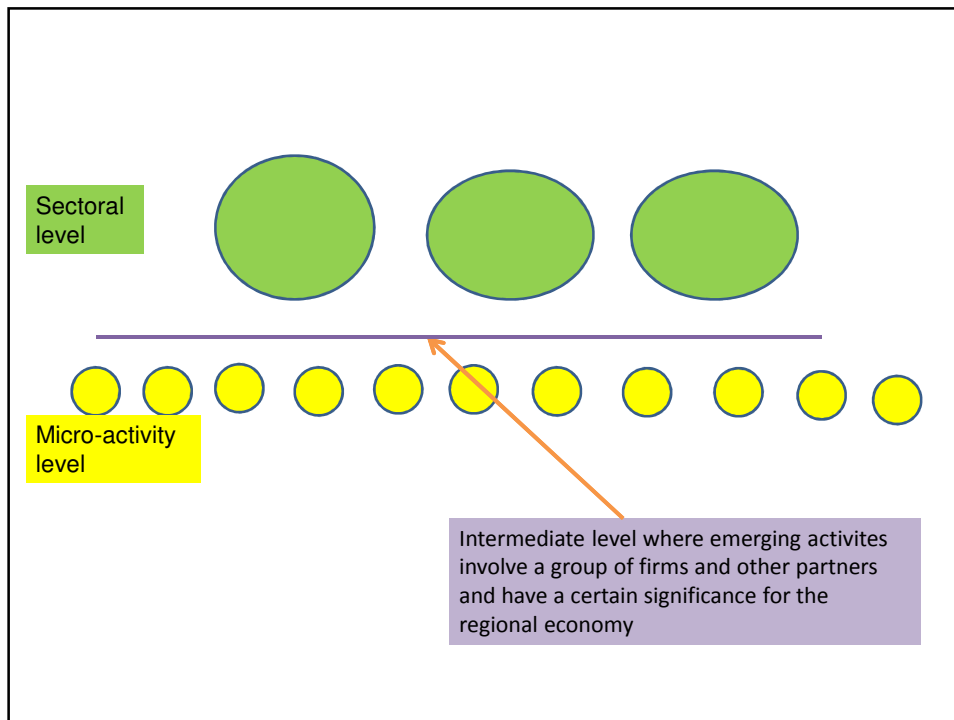 Sectoral
level
Micro-activity
level
Intermediate level where emerging activites
involve a group of firms and other partners
and have a certain significance for the
regional economy